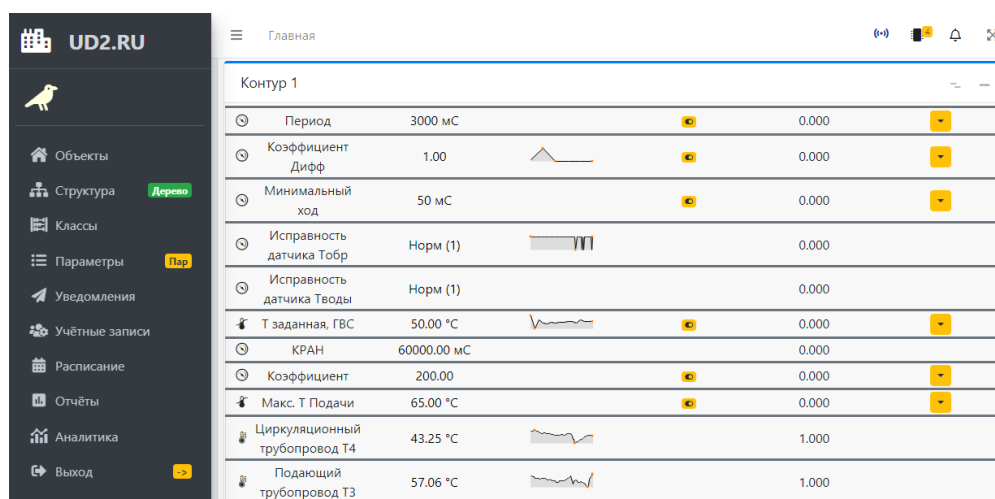 UD2.RU
Главная
4
Контур 1
Объекты
Структура Дерево
Классы
Параметры Пар
Уведомления
Учётные записи
Расписание
Отчёты
Аналитика
Выход ->
Период 3000 мС 0.000
Коэффициент
Дифф 1.00 0.000
Минимальный
ход 50 мС 0.000
Исправность
датчика Тобр Норм (1) 0.000
Исправность
датчика Тводы Норм (1) 0.000
Т заданная, ГВС 50.00 °C 0.000
КРАН 60000.00 мС 0.000
Коэффициент 200.00 0.000
Макс. Т Подачи 65.00 °C 0.000
Циркуляционный
трубопровод Т4 43.25 °C 1.000
Подающий
трубопровод Т3 57.06 °C 1.000